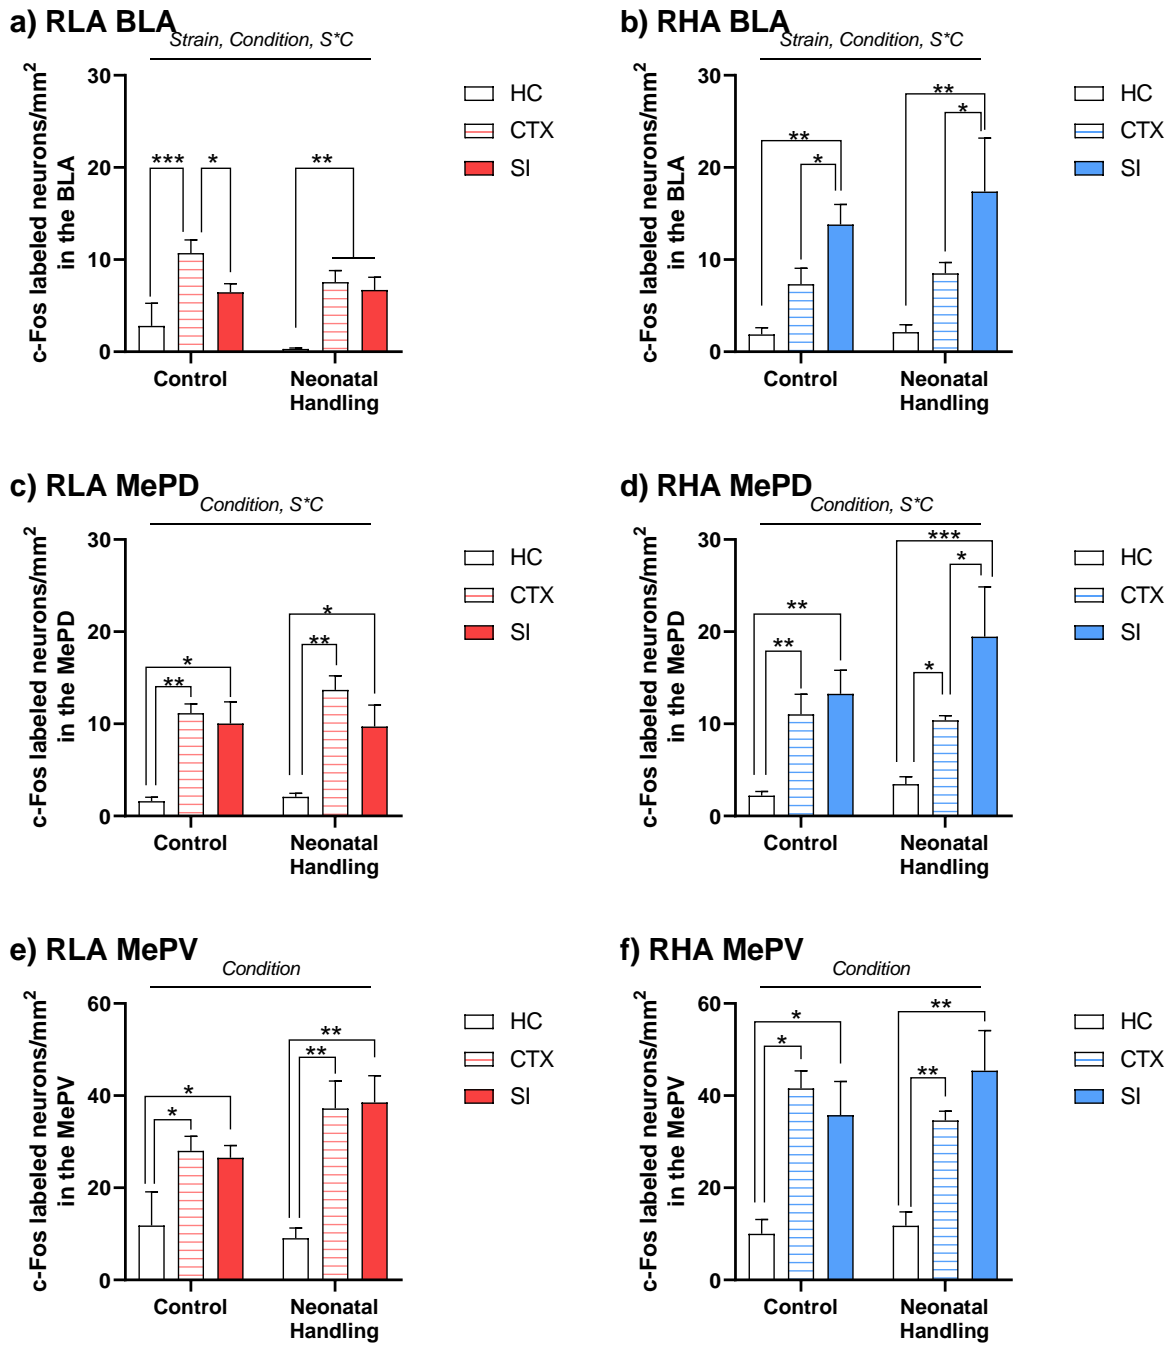 a) RLA BLA
Strain, Condition, S*C
c-Fos labeled neurons/mm²
in the BLA
30
20
10
0
***
*
**
Control
Neonatal
Handling
HC
CTX
SI
b) RHA BLA
Strain, Condition, S*C
c-Fos labeled neurons/mm²
in the BLA
30
20
10
0
**
*
**
*
Control
Neonatal
Handling
HC
CTX
SI
c) RLA MePD
Condition, S*C
c-Fos labeled neurons/mm²
in the MePD
30
20
10
0
*
**
*
**
Control
Neonatal
Handling
HC
CTX
SI
d) RHA MePD
Condition, S*C
c-Fos labeled neurons/mm²
in the MePD
30
20
10
0
**
**
***
*
*
Control
Neonatal
Handling
HC
CTX
SI
e) RLA MePV
Condition
c-Fos labeled neurons/mm²
in the MePV
60
40
20
0
*
*
**
**
Control
Neonatal
Handling
HC
CTX
SI
f) RHA MePV
Condition
c-Fos labeled neurons/mm²
in the MePV
60
40
20
0
*
*
**
**
Control
Neonatal
Handling
HC
CTX
SI